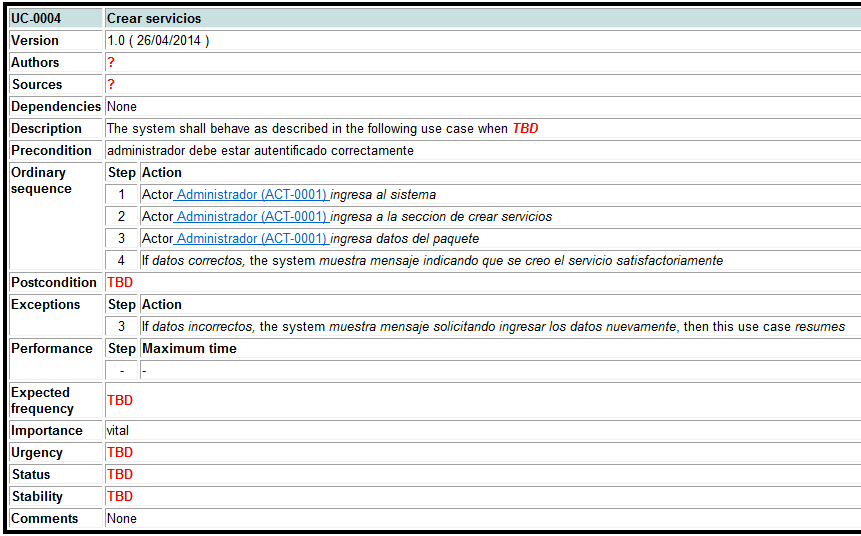 UC-0004 Crear servicios
Version 1.0 ( 26/04/2014 )
Authors ?
Sources ?
Dependencies None
Description The system shall behave as described in the following use case when TBD
Precondition administrador debe estar autentificado correctamente
Ordinary sequence Step Action
1 Actor Administrador (ACT-0001) ingresa al sistema
2 Actor Administrador (ACT-0001) ingresa a la seccion de crear servicios
3 Actor Administrador (ACT-0001) ingresa datos del paquete
4 If datos correctos, the system muestra mensaje indicando que se creo el servicio satisfactoriamente
Postcondition TBD
Exceptions Step Action
3 If datos incorrectos, the system muestra mensaje solicitando ingresar los datos nuevamente, then this use case resumes
Performance Step Maximum time
- -
Expected frequency TBD
Importance vital
Urgency TBD
Status TBD
Stability TBD
Comments None